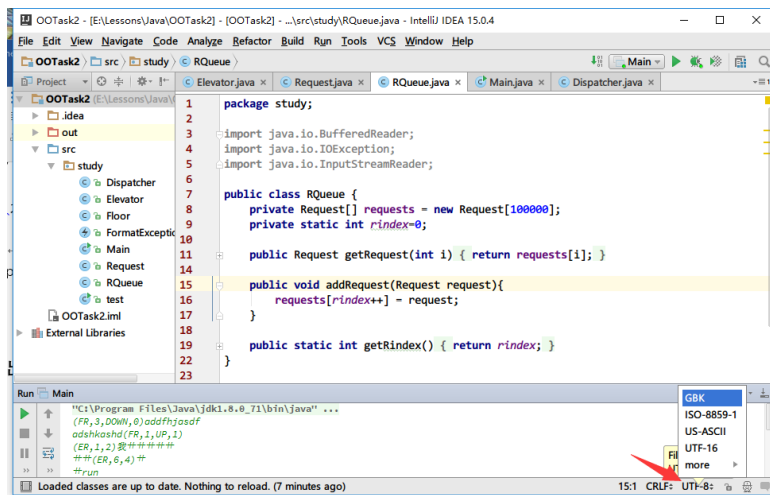 OOTask2 - [E:\Lessons\Java\OOTask2] - [OOTask2] - ...\src\study\RQueue.java - IntelliJ IDEA 15.0.4
File Edit View Navigate Code Analyze Refactor Build Run Tools VCS Window Help
OOTask2 src study RQueue Main
Project Elevator.java × Request.java × RQueue.java × Main.java × Dispatcher.java ×
OOTask2 (E:\Lessons\Java\
.idea
out
src
study
Dispatcher
Elevator
Floor
FormatExceptic
Main
Request
RQueue
test
OOTask2.iml
External Libraries
1 package study;
2
3 import java.io.BufferedReader;
4 import java.io.IOException;
5 import java.io.InputStreamReader;
6
7 public class RQueue {
8 private Request[] requests = new Request[100000];
9 private static int rindex=0;
10
11 public Request getRequest(int i) { return requests[i]; }
14
15 public void addRequest(Request request){
16 requests[rindex++] = request;
17 }
18
19 public static int getRindex() { return rindex; }
22 }
23
Run Main
"C:\Program Files\Java\jdk1.8.0_71\bin\java" ...
(FR,3,DOWN,0)addfhjasdf
adshkashd(FR,1,UP,1)
(ER,1,2)我#####
##(ER,6,4)#
#run
GBK
ISO-8859-1
US-ASCII
UTF-16
more
Loaded classes are up to date. Nothing to reload. (7 minutes ago) 15:1 CRLF UTF-8